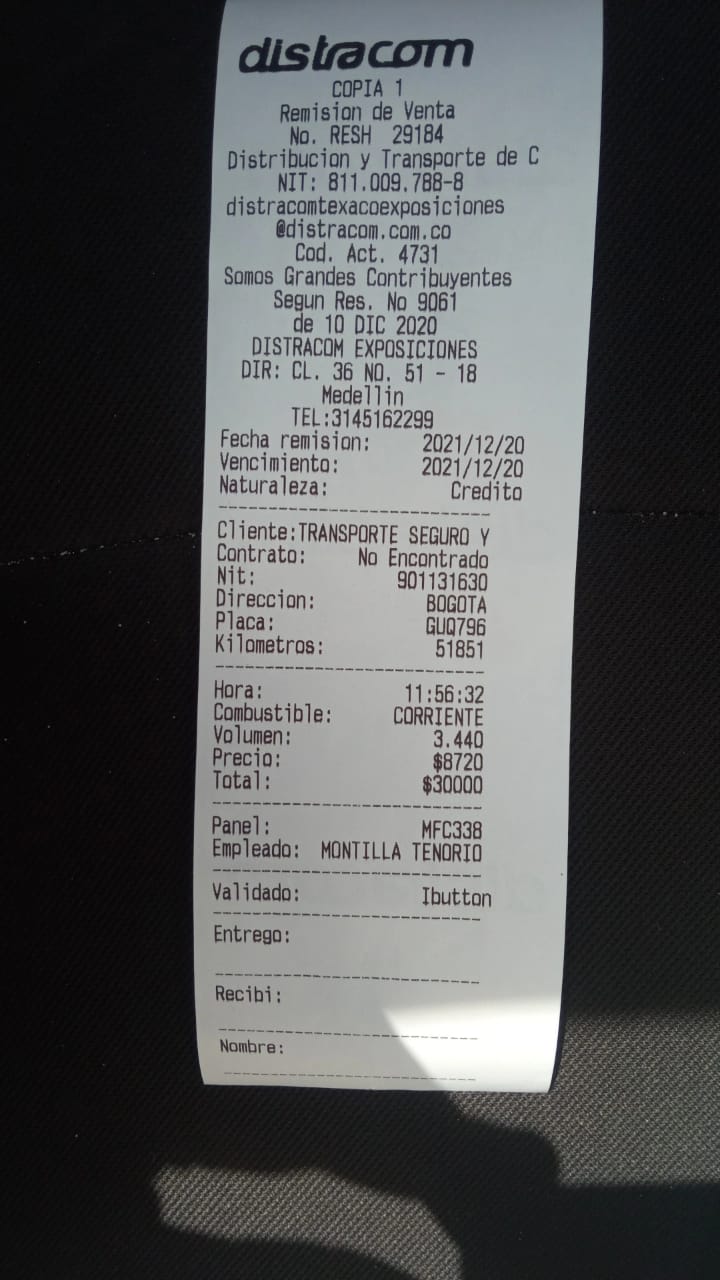 distracom
COPIA 1
Remision de Venta
No. RESH 29184
Distribucion y Transporte de C
NIT: 811.009.788-8
distracomtexacoexposiciones
@distracom.com.co
Cod. Act. 4731
Somos Grandes Contribuyentes
Segun Res. No 9061
de 10 DIC 2020
DISTRACOM EXPOSICIONES
DIR: CL. 36 NO. 51 - 18
Medellin
TEL:3145162299
Fecha remision: 2021/12/20
Vencimiento: 2021/12/20
Naturaleza: Credito
Cliente:TRANSPORTE SEGURO Y
Contrato: No Encontrado
Nit: 901131630
Direccion: BOGOTA
Placa: GUQ796
Kilometros: 51851
Hora: 11:56:32
Combustible: CORRIENTE
Volumen: 3.440
Precio: $8720
Total: $30000
Panel: MFC338
Empleado: MONTILLA TENORIO
Validado: Ibutton
Entrego:
Recibi:
Nombre: